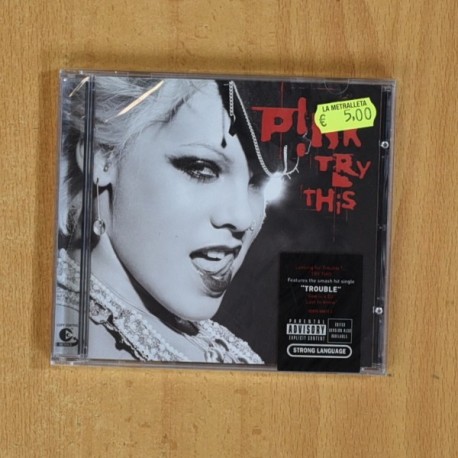 LA METRALLETA
€ 5,00
P!NK
TRY
THiS
Features the smash hit single
"TROUBLE"
PARENTAL
ADVISORY
EXPLICIT CONTENT
STRONG LANGUAGE